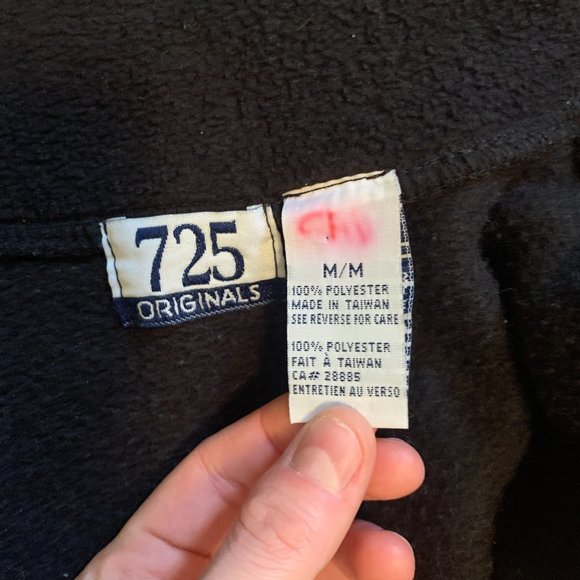 725
ORIGINALS
M/M
100% POLYESTER
MADE IN TAIWAN
SEE REVERSE FOR CARE
100% POLYESTER
FAIT À TAIWAN
CA# 28885
ENTRETIEN AU VERSO